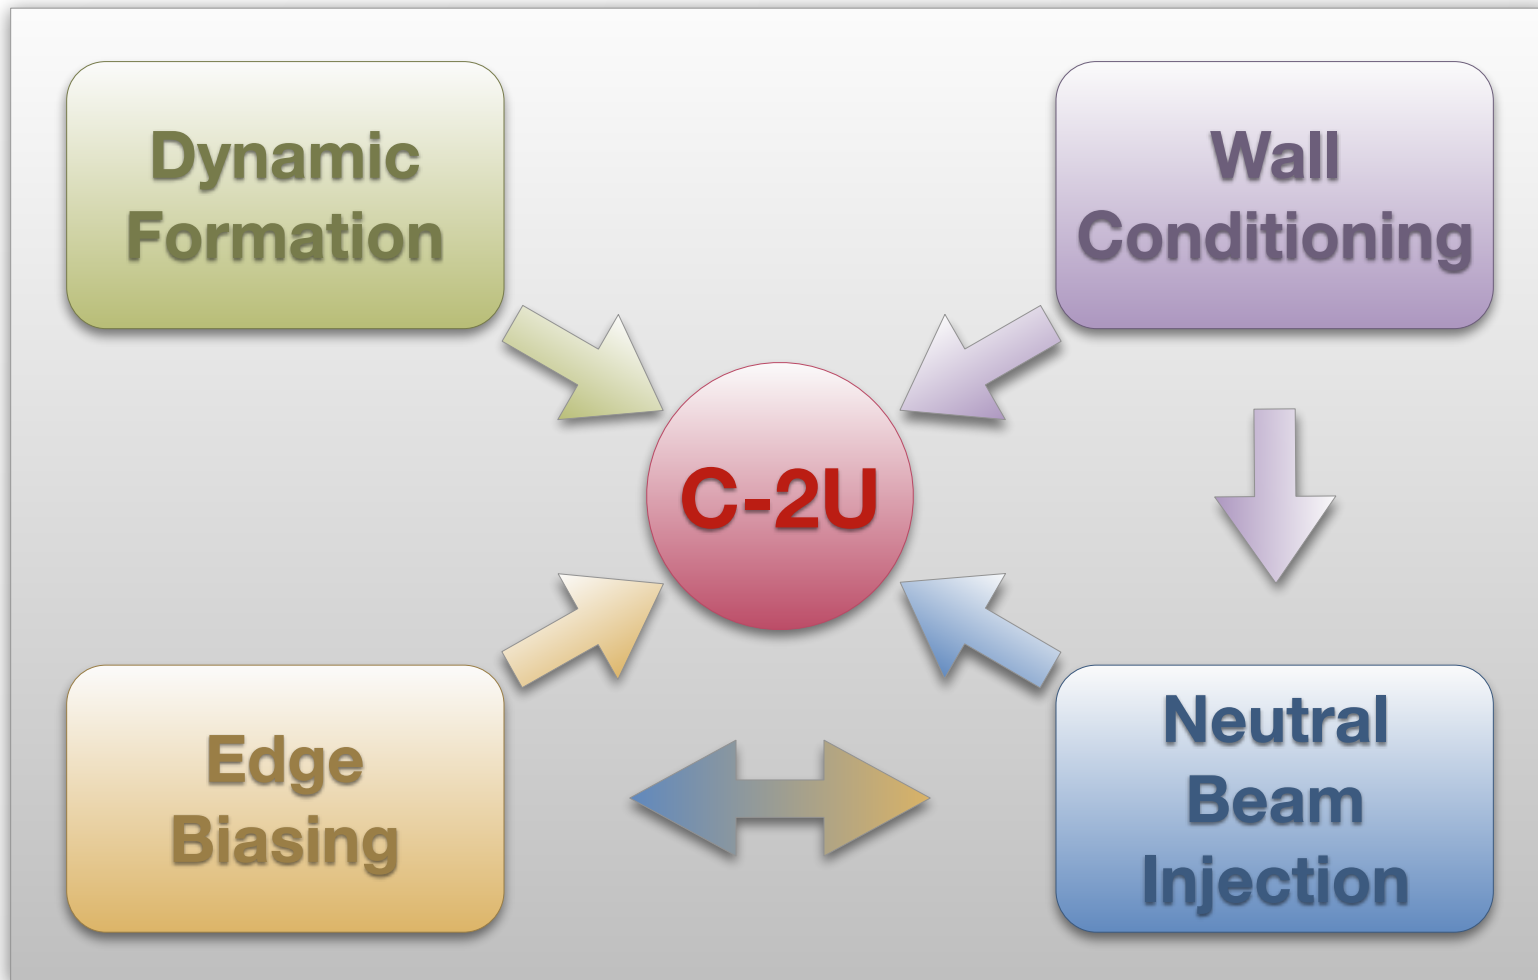 Dynamic
Formation
Wall
Conditioning
C-2U
Edge
Biasing
Neutral
Beam
Injection